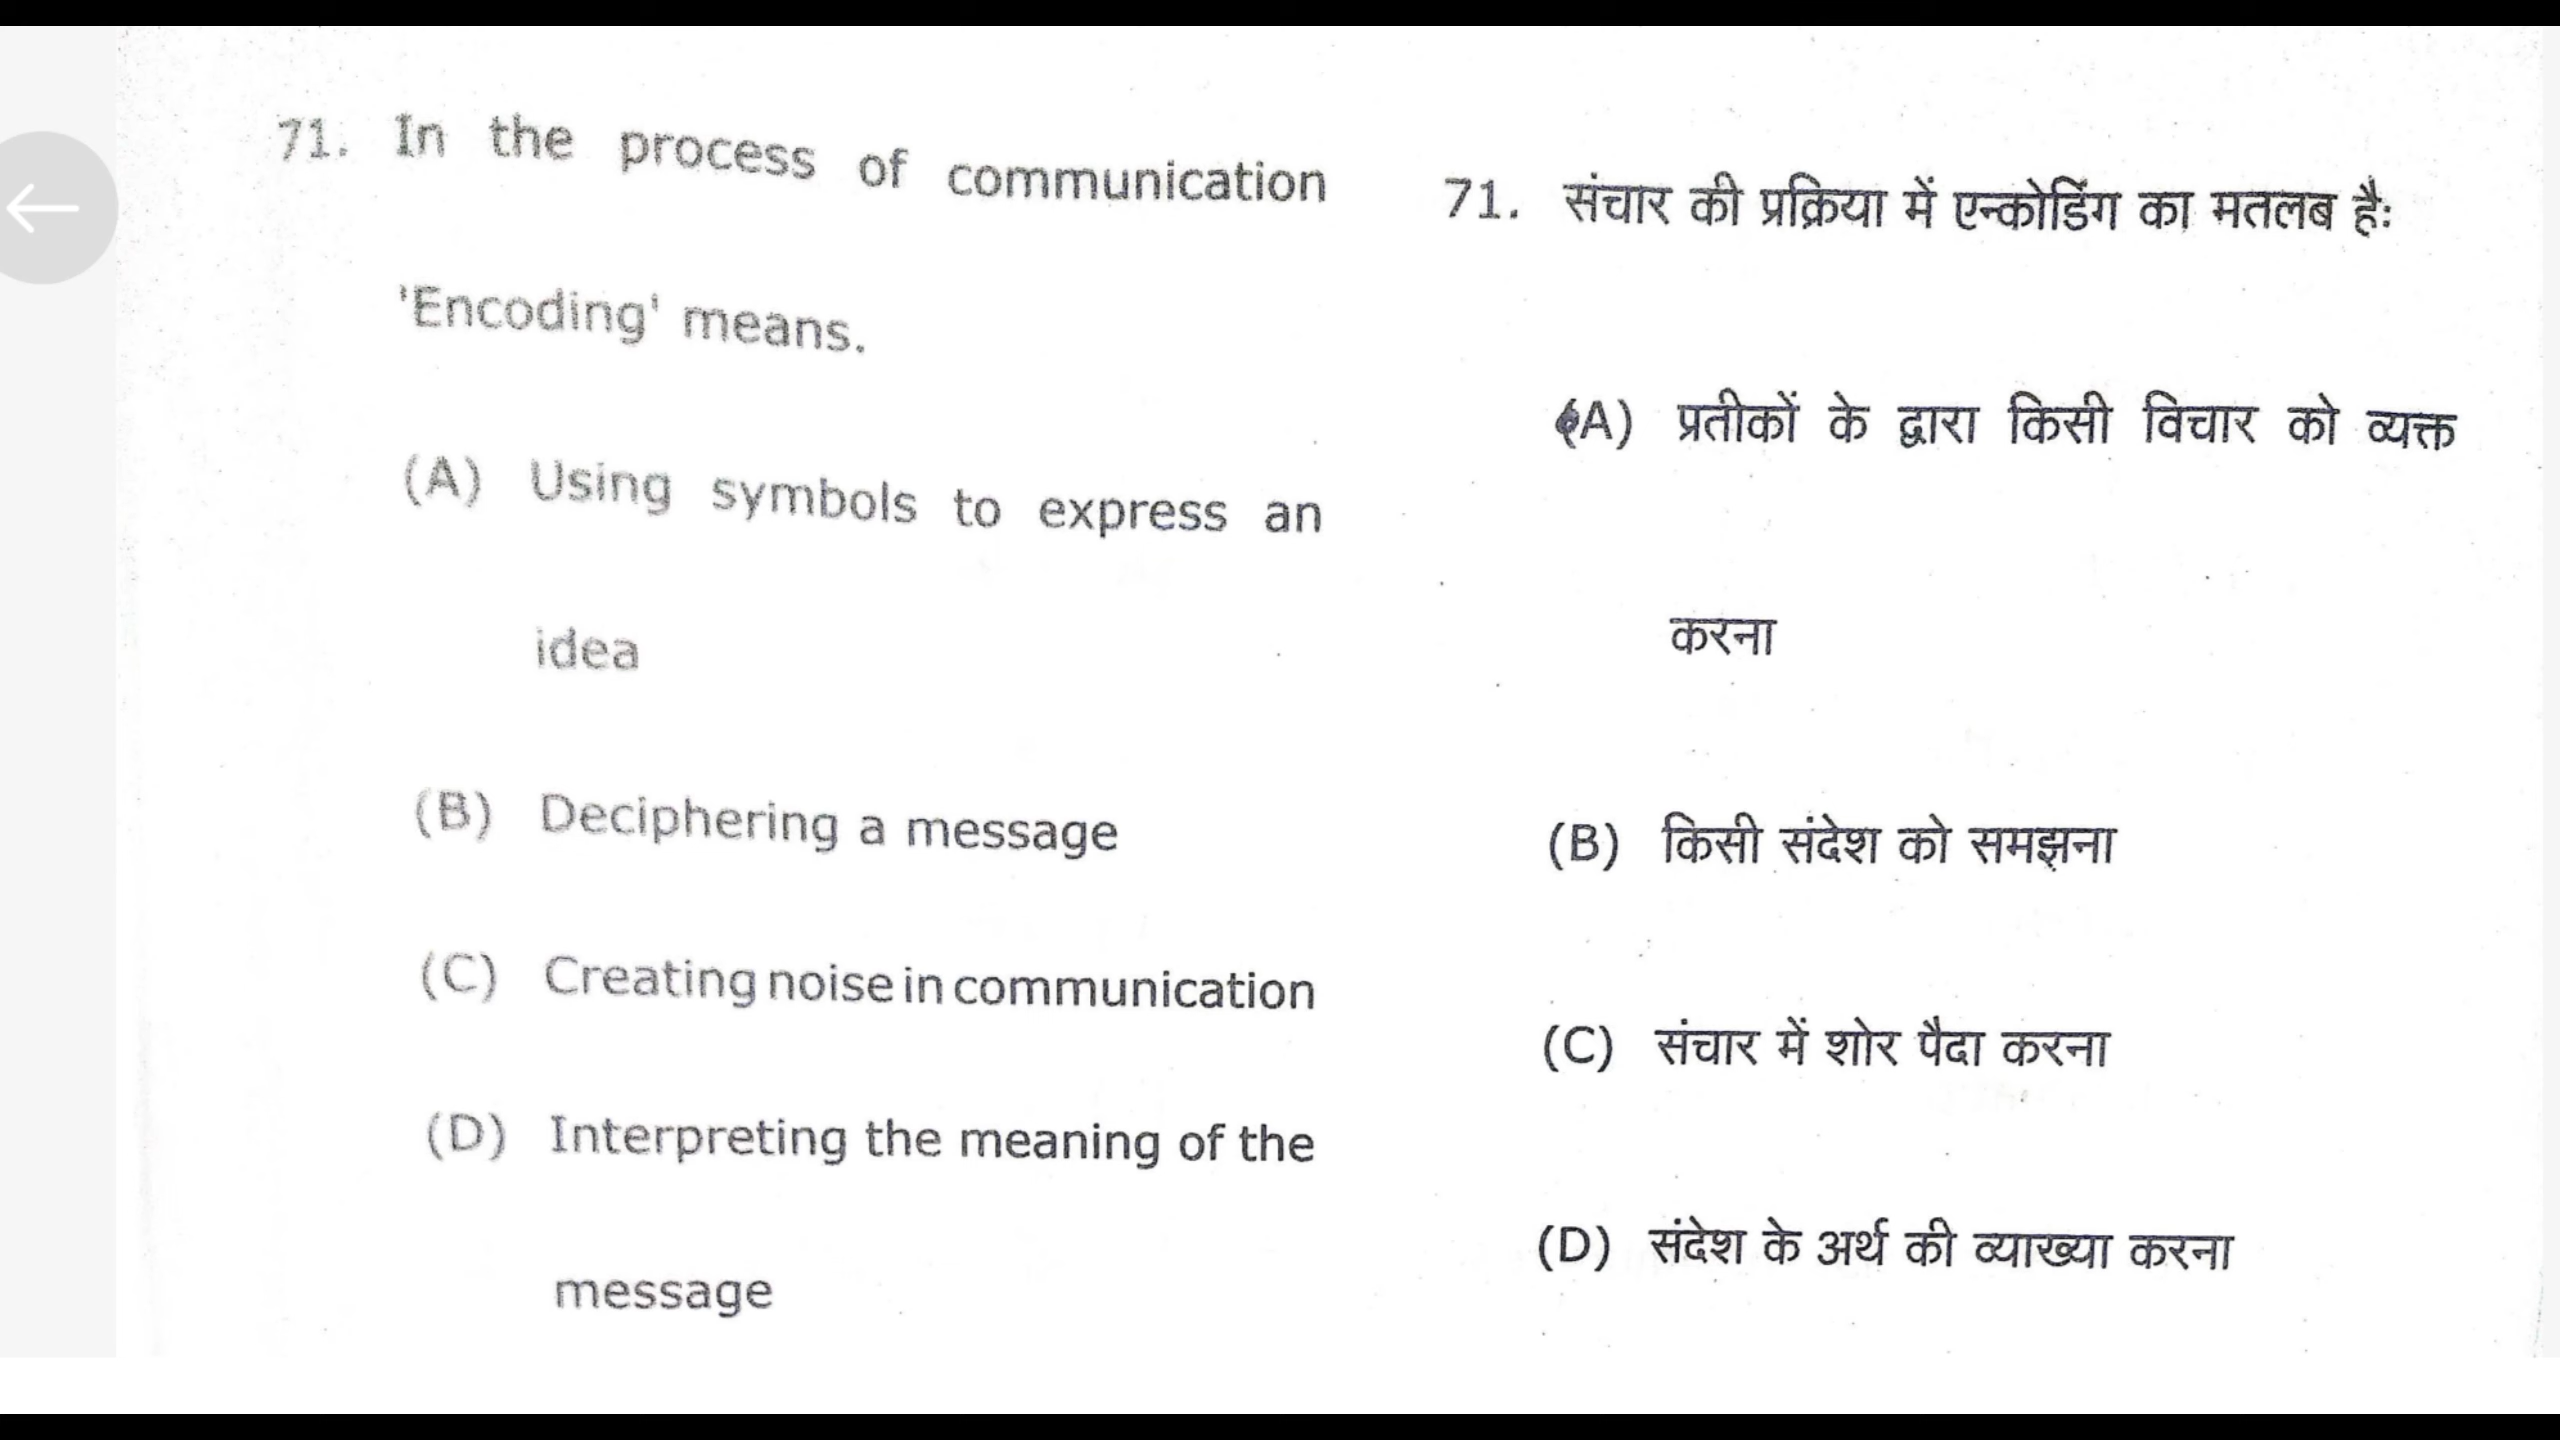 71. In the process of communication
'Encoding' means.
(A) Using symbols to express an
idea
(B) Deciphering a message
(C) Creating noise in communication
(D) Interpreting the meaning of the
message
71. संचार की प्रक्रिया में एन्कोडिंग का मतलब है:
(A) प्रतीकों के द्वारा किसी विचार को व्यक्त
करना
(B) किसी संदेश को समझना
(C) संचार में शोर पैदा करना
(D) संदेश के अर्थ की व्याख्या करना